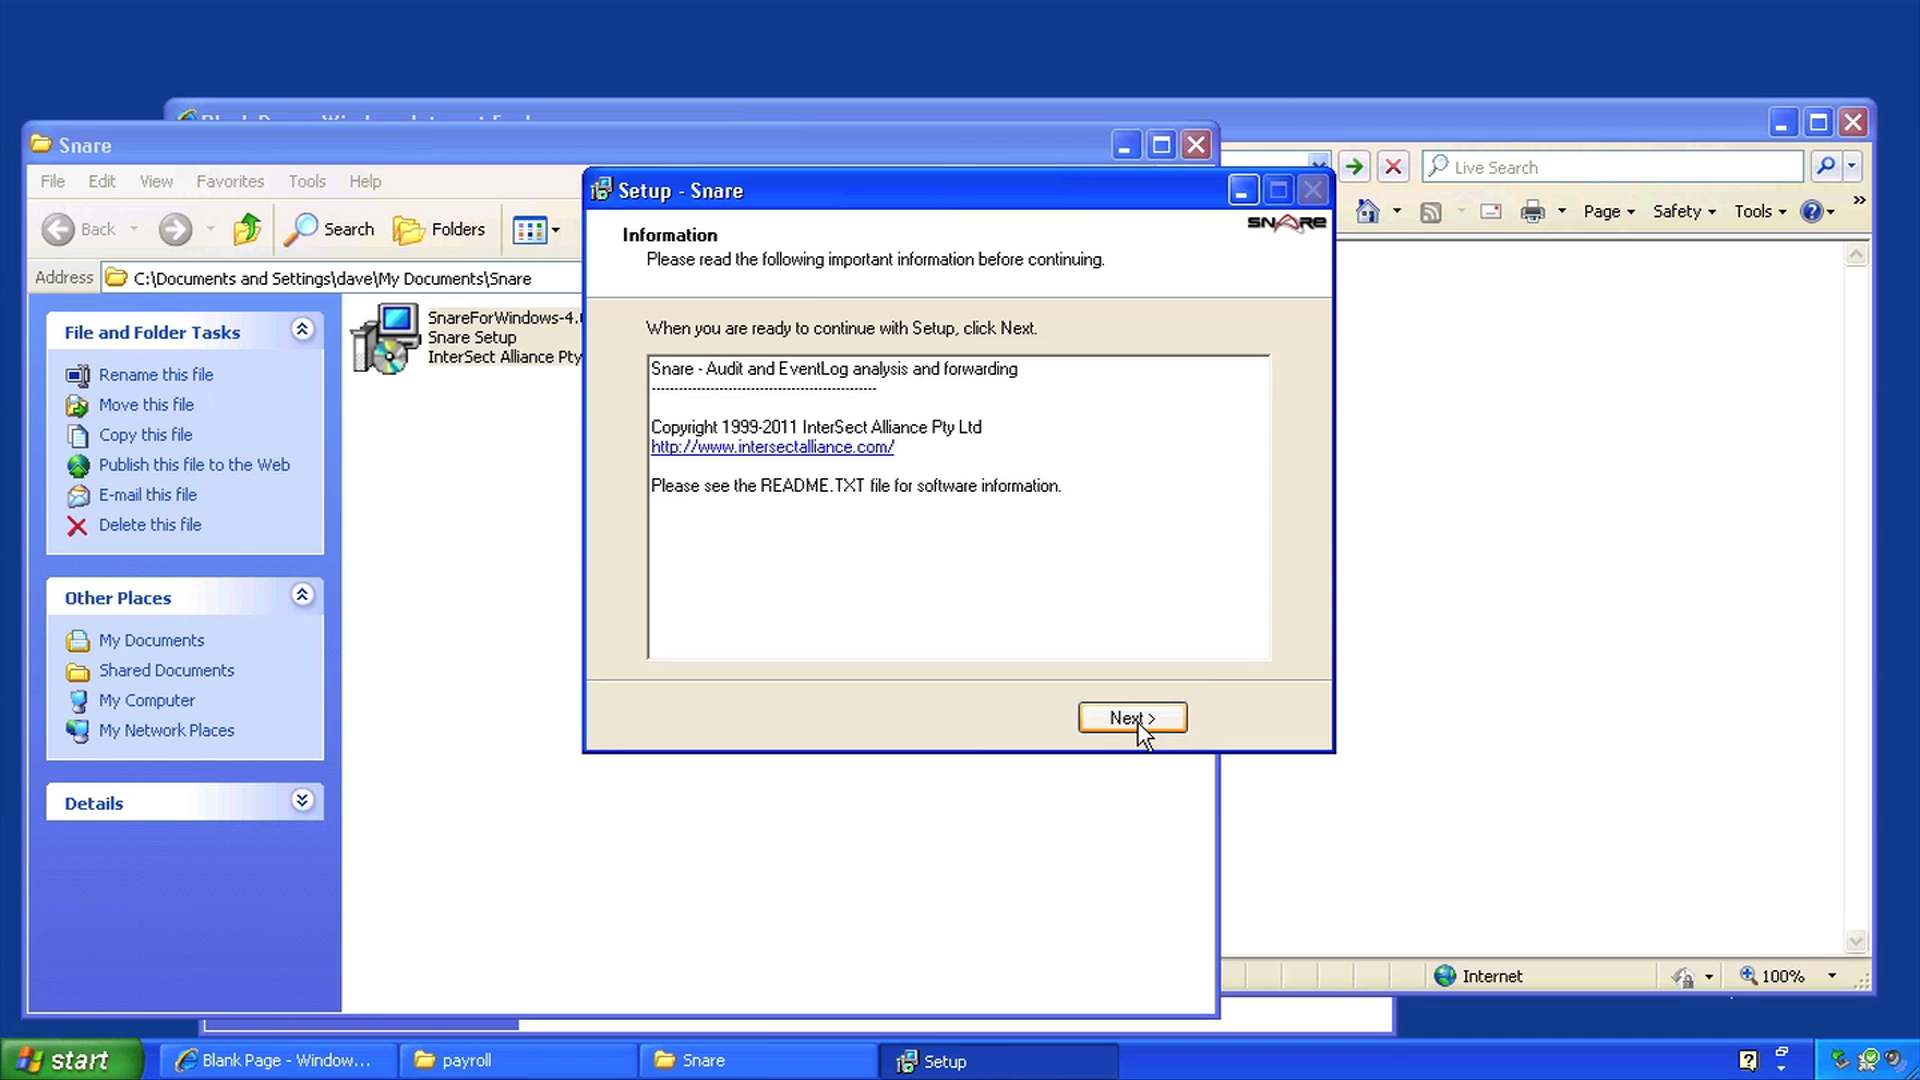 Snare
File Edit View Favorites Tools Help
Back Search Folders
Address C:\Documents and Settings\dave\My Documents\Snare
File and Folder Tasks
Rename this file
Move this file
Copy this file
Publish this file to the Web
E-mail this file
Delete this file
Other Places
My Documents
Shared Documents
My Computer
My Network Places
Details
SnareForWindows-4.
Snare Setup
InterSect Alliance Pty
Setup - Snare
SNARE
Information
Please read the following important information before continuing.
When you are ready to continue with Setup, click Next.
Snare - Audit and EventLog analysis and forwarding
------------------------------------------------
Copyright 1999-2011 InterSect Alliance Pty Ltd
http://www.intersectalliance.com/
Please see the README.TXT file for software information.
Next >
Live Search
Page Safety Tools
Internet 100%
start Blank Page - Window... payroll Snare Setup